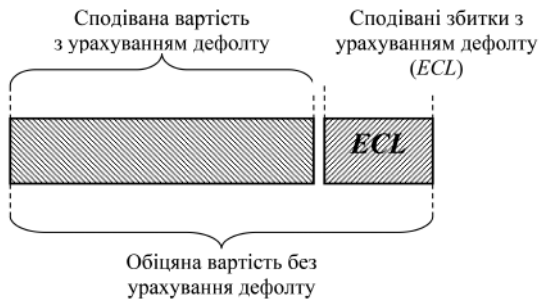 Сподівана вартість
з урахуванням дефолту
Сподівані збитки з
урахуванням дефолту
(ECL)
ECL
Обіцяна вартість без
урахування дефолту